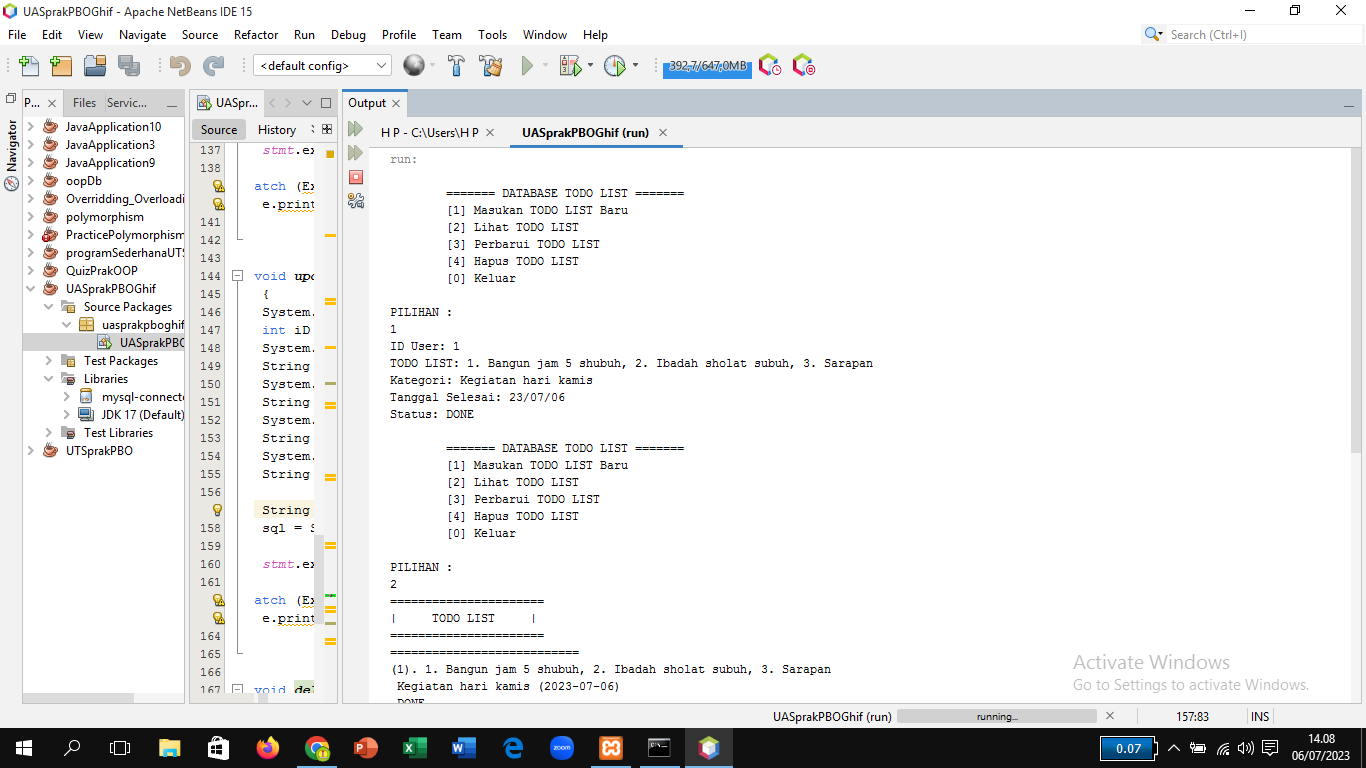 UASprakPBOGhif - Apache NetBeans IDE 15
File Edit View Navigate Source Refactor Run Debug Profile Team Tools Window Help
Search (Ctrl+I)
<default config>
392,7/647,0MB
P...
Files
Servic...
Navigator
JavaApplication10
JavaApplication3
JavaApplication9
oopDb
Overridding_Overloadi
polymorphism
PracticePolymorphism
programSederhanaUTS
QuizPrakOOP
UASprakPBOGhif
Source Packages
uasprakpboghif
UASprakPBO
Test Packages
Libraries
mysql-connecto
JDK 17 (Default)
Test Libraries
UTSprakPBO
UASpr...
Source
History
137 stmt.ex
138
atch (Ex
e.print
141
142
143
144 void upd
145 {
146 System.
147 int iD
148 System.
149 String
150 System.
151 String
152 System.
153 String
154 System.
155 String
156
String
158 sql = S
159
160 stmt.ex
161
atch (Ex
e.print
164
165
166
167 void del
Output
H P - C:\Users\H P
UASprakPBOGhif (run)
run:
======= DATABASE TODO LIST =======
[1] Masukan TODO LIST Baru
[2] Lihat TODO LIST
[3] Perbarui TODO LIST
[4] Hapus TODO LIST
[0] Keluar
PILIHAN :
1
ID User: 1
TODO LIST: 1. Bangun jam 5 shubuh, 2. Ibadah sholat subuh, 3. Sarapan
Kategori: Kegiatan hari kamis
Tanggal Selesai: 23/07/06
Status: DONE
======= DATABASE TODO LIST =======
[1] Masukan TODO LIST Baru
[2] Lihat TODO LIST
[3] Perbarui TODO LIST
[4] Hapus TODO LIST
[0] Keluar
PILIHAN :
2
======================
| TODO LIST |
======================
===========================
(1). 1. Bangun jam 5 shubuh, 2. Ibadah sholat subuh, 3. Sarapan
Kegiatan hari kamis (2023-07-06)
DONE
Activate Windows
Go to Settings to activate Windows.
UASprakPBOGhif (run)
running...
157:83
INS
zoom
0.07
14.08
06/07/2023